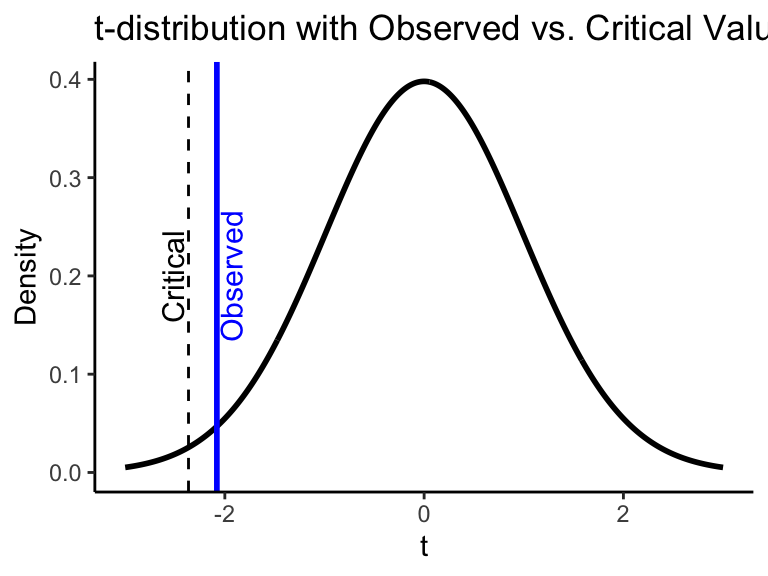 t-distribution with Observed vs. Critical Valu
0.4
0.3
0.2
0.1
0.0
Density
Critical
Observed
-2
0
2
t